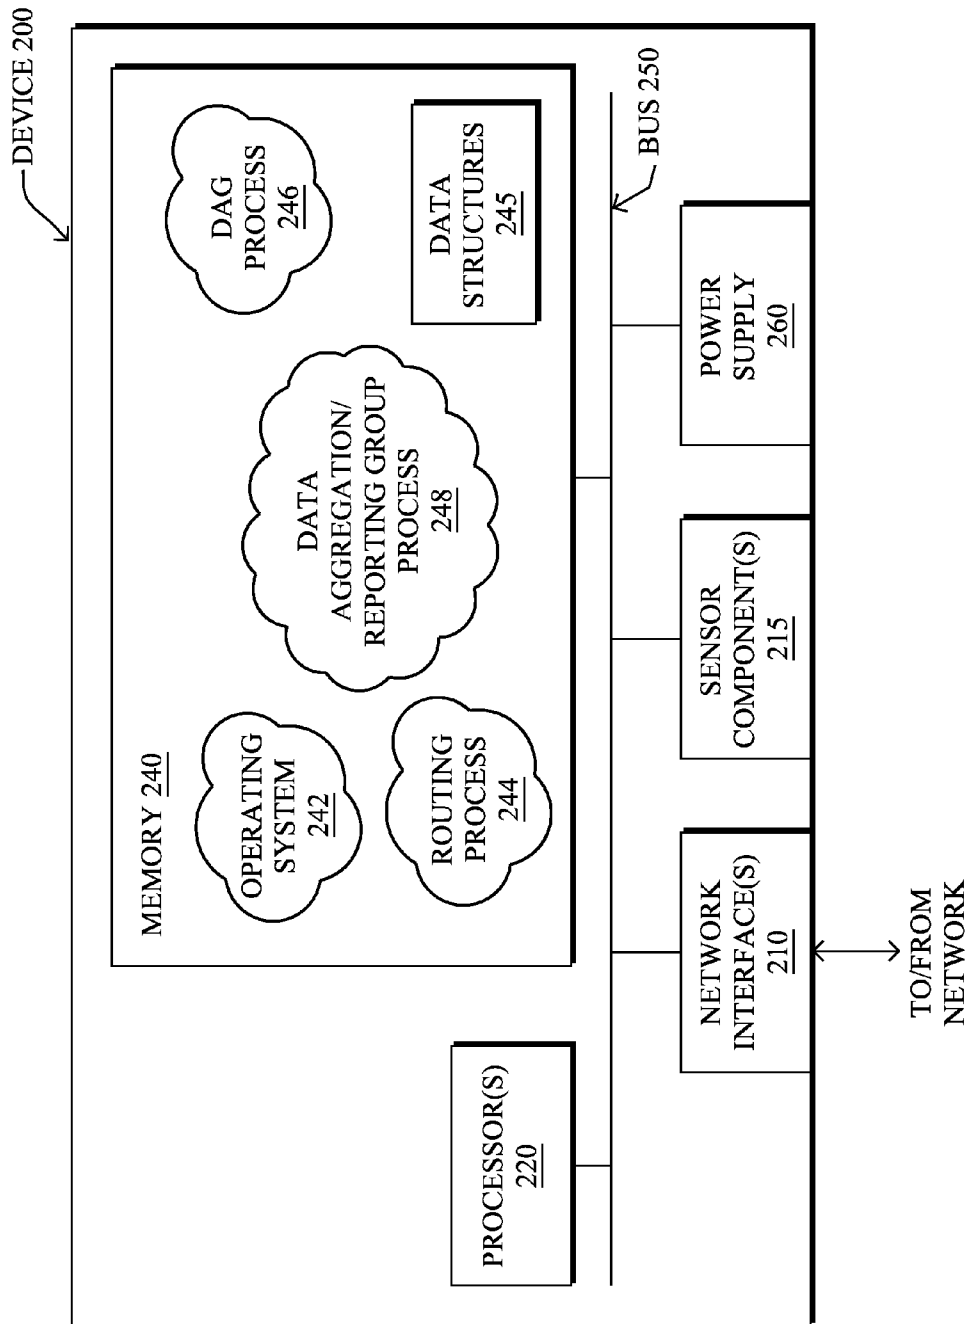 DEVICE 200
MEMORY 240
OPERATING
SYSTEM
242
ROUTING
PROCESS
244
DATA
AGGREGATION/
REPORTING GROUP
PROCESS
248
DAG
PROCESS
246
DATA
STRUCTURES
245
PROCESSOR(S)
220
BUS 250
NETWORK
INTERFACE(S)
210
SENSOR
COMPONENT(S)
215
POWER
SUPPLY
260
TO/FROM
NETWORK